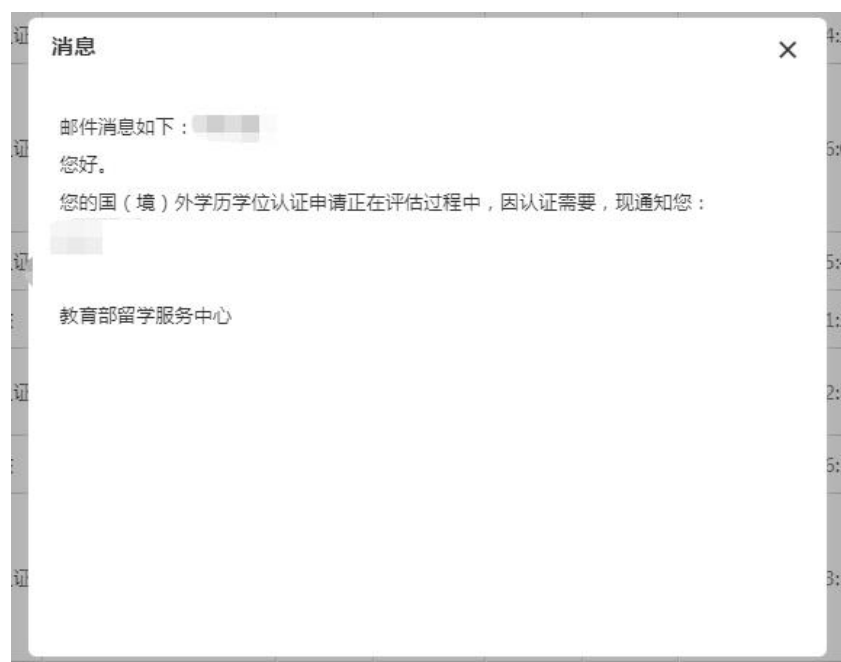 消息
邮件消息如下：
您好。
您的国（境）外学历学位认证申请正在评估过程中，因认证需要，现通知您：
教育部留学服务中心